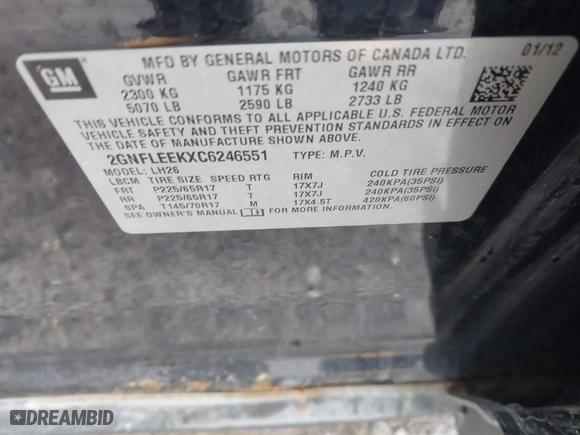 GM
MFD BY GENERAL MOTORS OF CANADA LTD. 01/12
GVWR GAWR FRT GAWR RR
2300 KG 1175 KG 1240 KG
5070 LB 2590 LB 2733 LB
THIS VEHICLE CONFORMS TO ALL APPLICABLE U.S. FEDERAL MOTOR
VEHICLE SAFETY AND THEFT PREVENTION STANDARDS IN EFFECT ON
THE DATE OF MANUFACTURE SHOWN ABOVE.
2GNFLEEKXC6246551 TYPE: M.P.V.
MODEL: LH26
LBCM TIRE SIZE SPEED RTG RIM COLD TIRE PRESSURE
FRT P225/65R17 T 17X7J 240KPA(35PSI)
RR P225/65R17 T 17X7J 240KPA(35PSI)
SPA T145/70R17 M 17X4.5T 420KPA(60PSI)
SEE OWNER'S MANUAL FOR MORE INFORMATION.
DREAMBID